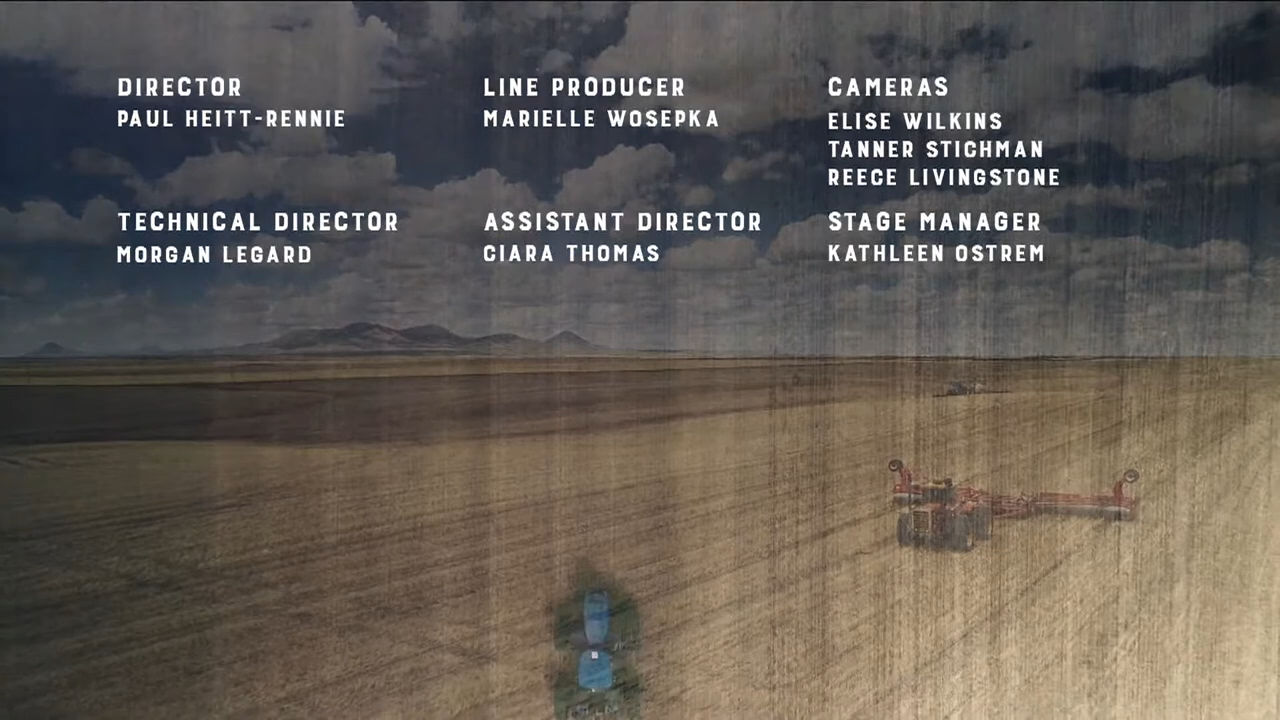 DIRECTOR
PAUL HEITT-RENNIE
LINE PRODUCER
MARIELLE WOSEPKA
CAMERAS
ELISE WILKINS
TANNER STICHMAN
REECE LIVINGSTONE
TECHNICAL DIRECTOR
MORGAN LEGARD
ASSISTANT DIRECTOR
CIARA THOMAS
STAGE MANAGER
KATHLEEN OSTREM